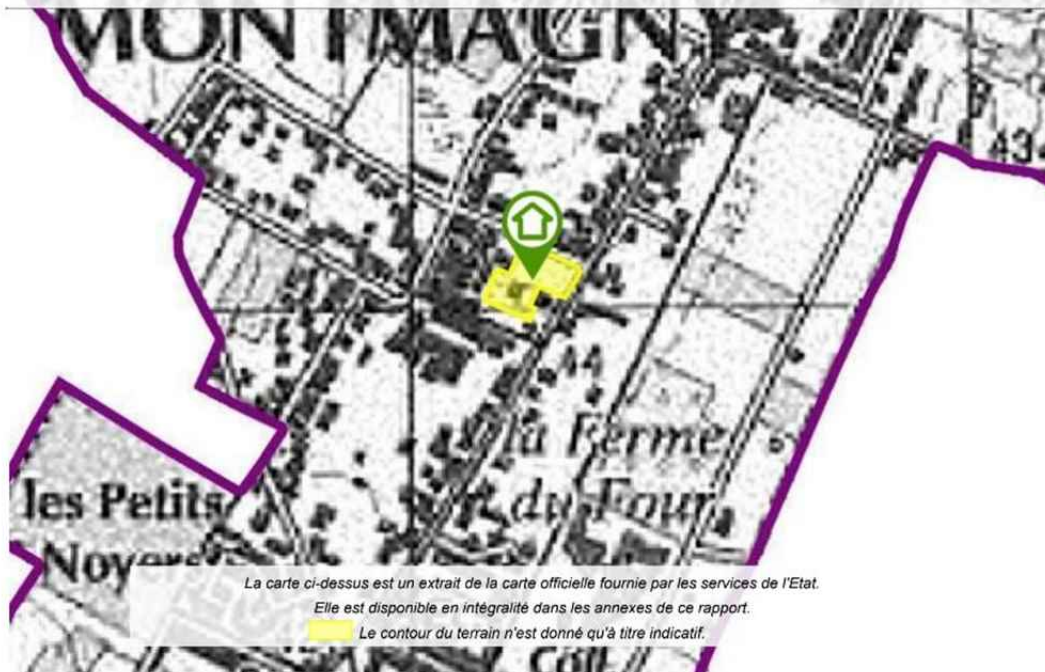 MONTMAGNY
434
425
44
la Ferme
du Four
les Petits
Noyers
La carte ci-dessus est un extrait de la carte officielle fournie par les services de l'Etat.
Elle est disponible en intégralité dans les annexes de ce rapport.
Le contour du terrain n'est donné qu'à titre indicatif.
Coll